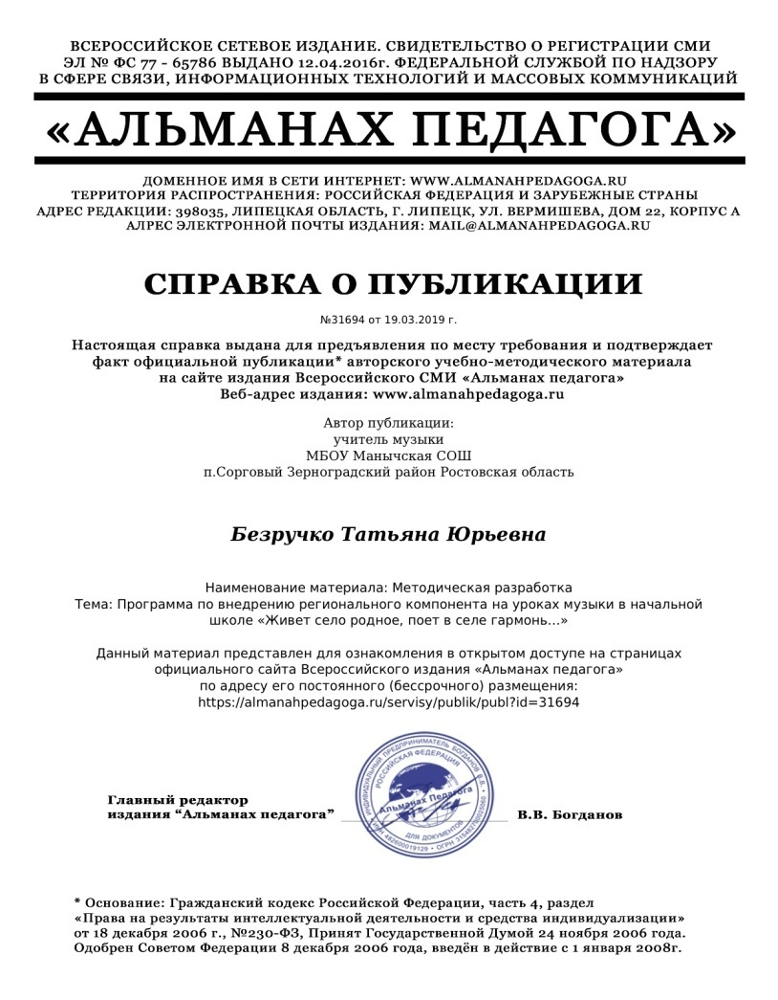 ВСЕРОССИЙСКОЕ СЕТЕВОЕ ИЗДАНИЕ. СВИДЕТЕЛЬСТВО О РЕГИСТРАЦИИ СМИ
ЭЛ № ФС 77 - 65786 ВЫДАНО 12.04.2016г. ФЕДЕРАЛЬНОЙ СЛУЖБОЙ ПО НАДЗОРУ
В СФЕРЕ СВЯЗИ, ИНФОРМАЦИОННЫХ ТЕХНОЛОГИЙ И МАССОВЫХ КОММУНИКАЦИЙ
«АЛЬМАНАХ ПЕДАГОГА»
ДОМЕННОЕ ИМЯ В СЕТИ ИНТЕРНЕТ: WWW.ALMANAHPEDAGOGA.RU
ТЕРРИТОРИЯ РАСПРОСТРАНЕНИЯ: РОССИЙСКАЯ ФЕДЕРАЦИЯ И ЗАРУБЕЖНЫЕ СТРАНЫ
АДРЕС РЕДАКЦИИ: 398035, ЛИПЕЦКАЯ ОБЛАСТЬ, Г. ЛИПЕЦК, УЛ. ВЕРМИШЕВА, ДОМ 22, КОРПУС А
АЛРЕС ЭЛЕКТРОННОЙ ПОЧТЫ ИЗДАНИЯ: MAIL@ALMANAHPEDAGOGA.RU
СПРАВКА О ПУБЛИКАЦИИ
№31694 от 19.03.2019 г.
Настоящая справка выдана для предъявления по месту требования и подтверждает
факт официальной публикации* авторского учебно-методического материала
на сайте издания Всероссийского СМИ «Альманах педагога»
Веб-адрес издания: www.almanahpedagoga.ru
Автор публикации:
учитель музыки
МБОУ Манычская СОШ
п.Сорговый Зерноградский район Ростовская область
Безручко Татьяна Юрьевна
Наименование материала: Методическая разработка
Тема: Программа по внедрению регионального компонента на уроках музыки в начальной
школе «Живет село родное, поет в селе гармонь...»
Данный материал представлен для ознакомления в открытом доступе на страницах
официального сайта Всероссийского издания «Альманах педагога»
по адресу его постоянного (бессрочного) размещения:
https://almanahpedagoga.ru/servisy/publik/publ?id=31694
Главный редактор
издания “Альманах педагога”
ИНДИВИДУАЛЬНЫЙ ПРЕДПРИНИМАТЕЛЬ БОГДАНОВ В.В.
РОССИЙСКАЯ ФЕДЕРАЦИЯ
Альманах Педагога
ДЛЯ ДОКУМЕНТОВ
ИНН 482600019129 • ОГРН
В.В. Богданов
* Основание: Гражданский кодекс Российской Федерации, часть 4, раздел
«Права на результаты интеллектуальной деятельности и средства индивидуализации»
от 18 декабря 2006 г., №230-ФЗ, Принят Государственной Думой 24 ноября 2006 года.
Одобрен Советом Федерации 8 декабря 2006 года, введён в действие с 1 января 2008г.